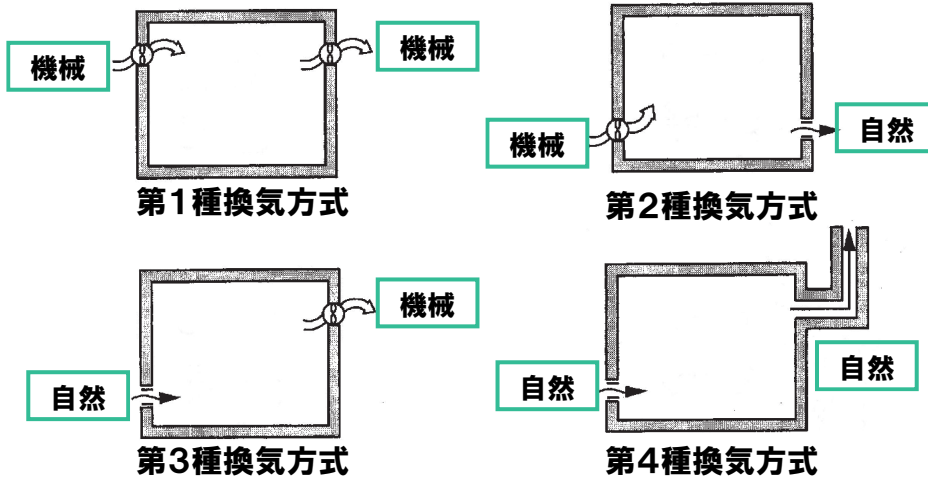 機械
機械
第1種換気方式
機械
自然
第2種換気方式
自然
機械
第3種換気方式
自然
自然
第4種換気方式